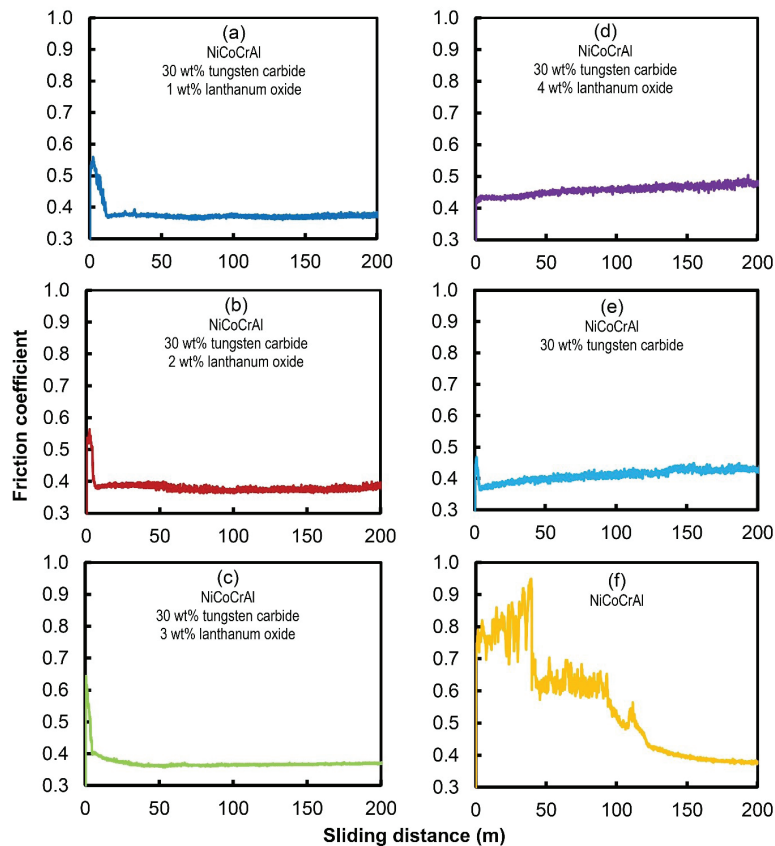 (a)
NiCoCrAl
30 wt% tungsten carbide
1 wt% lanthanum oxide
1.0
0.9
0.8
0.7
0.6
0.5
0.4
0.3
0 50 100 150 200
(d)
NiCoCrAl
30 wt% tungsten carbide
4 wt% lanthanum oxide
1.0
0.9
0.8
0.7
0.6
0.5
0.4
0.3
0 50 100 150 200
Friction coefficient
(b)
NiCoCrAl
30 wt% tungsten carbide
2 wt% lanthanum oxide
1.0
0.9
0.8
0.7
0.6
0.5
0.4
0.3
0 50 100 150 200
(e)
NiCoCrAl
30 wt% tungsten carbide
1.0
0.9
0.8
0.7
0.6
0.5
0.4
0.3
0 50 100 150 200
(c)
NiCoCrAl
30 wt% tungsten carbide
3 wt% lanthanum oxide
1.0
0.9
0.8
0.7
0.6
0.5
0.4
0.3
0 50 100 150 200
(f)
NiCoCrAl
1.0
0.9
0.8
0.7
0.6
0.5
0.4
0.3
0 50 100 150 200
Sliding distance (m)